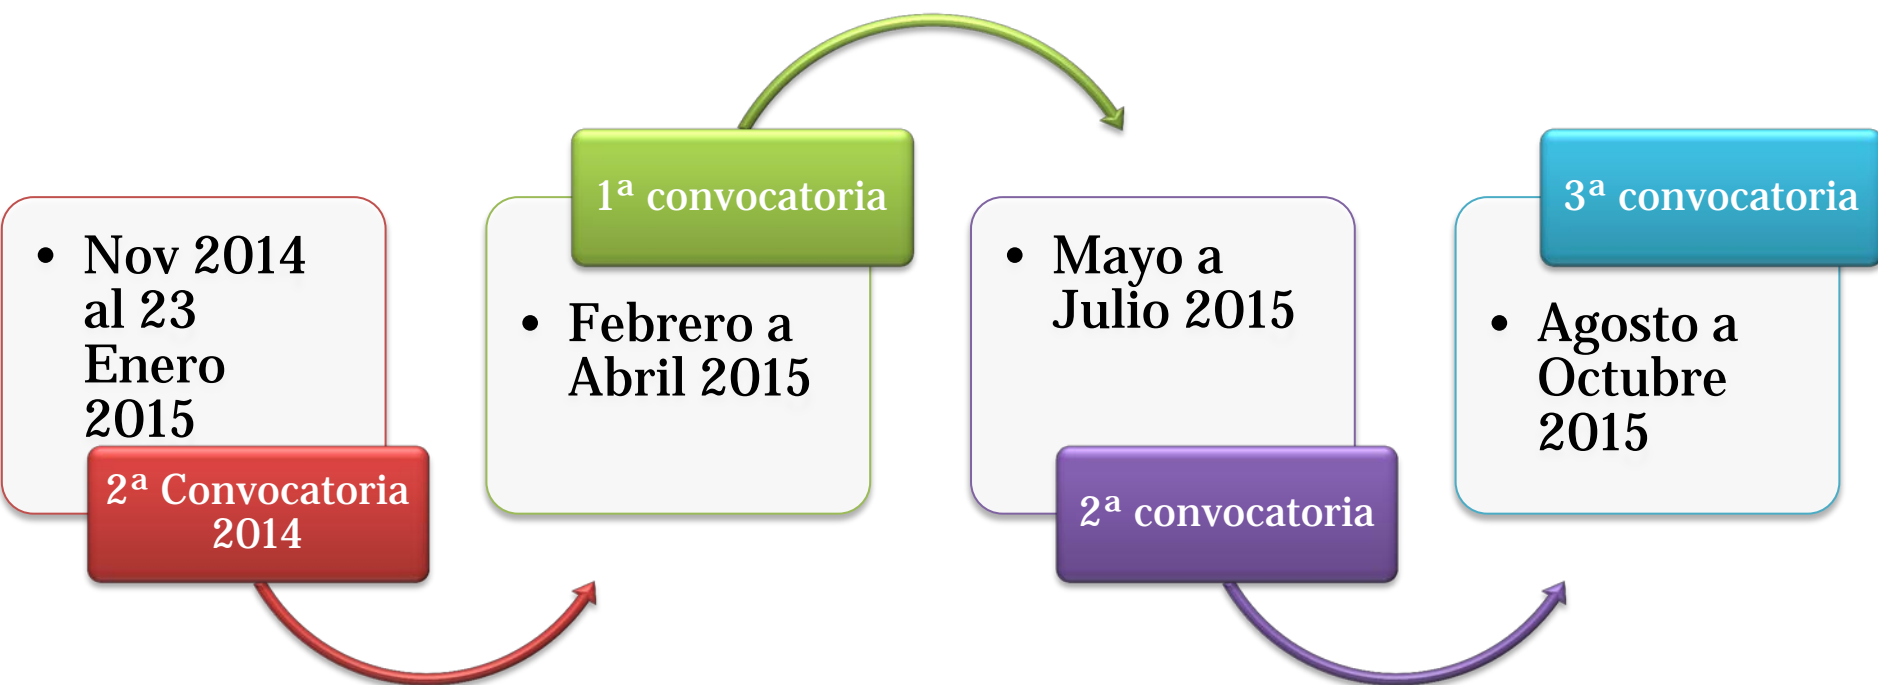 • Nov 2014
al 23
Enero
2015
2ª Convocatoria
2014
1ª convocatoria
• Febrero a
Abril 2015
• Mayo a
Julio 2015
2ª convocatoria
3ª convocatoria
• Agosto a
Octubre
2015